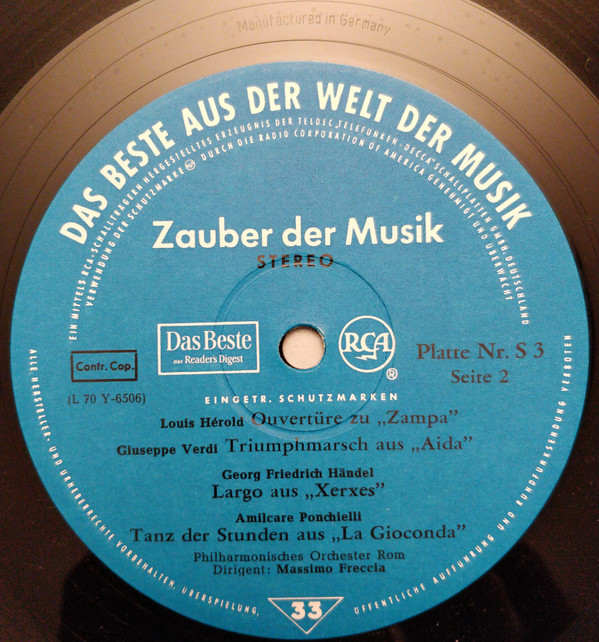 Manufactured in Germany
DAS BESTE AUS DER WELT DER MUSIK
EIN MITTELS RCA-SCHALLTRÄGERN HERGESTELLTES ERZEUGNIS DER TELDEC „TELEFUNKEN-DECCA" SCHALLPLATTEN GMBH, DEUTSCHLAND
VERWENDUNG DER SCHUTZMARKE RCA DURCH DIE RADIO CORPORATION OF AMERICA GENEHMIGT UND ÜBERWACHT
Zauber der Musik
STEREO
Das Beste
aus Reader's Digest
RCA
®
Platte Nr. S 3
Seite 2
Contr. Cop.
(L 70 Y-6506)
EINGETR. SCHUTZMARKEN
Louis Hérold Ouvertüre zu „Zampa"
Giuseppe Verdi Triumphmarsch aus „Aida"
Georg Friedrich Händel
Largo aus „Xerxes"
Amilcare Ponchielli
Tanz der Stunden aus „La Gioconda"
Philharmonisches Orchester Rom
Dirigent: Massimo Freccia
33
ALLE HERSTELLER- UND URHEBERRECHTE VORBEHALTEN, ÜBERSPIELUNG, ÖFFENTLICHE AUFFÜHRUNG UND RUNDFUNKSENDUNG VERBOTEN